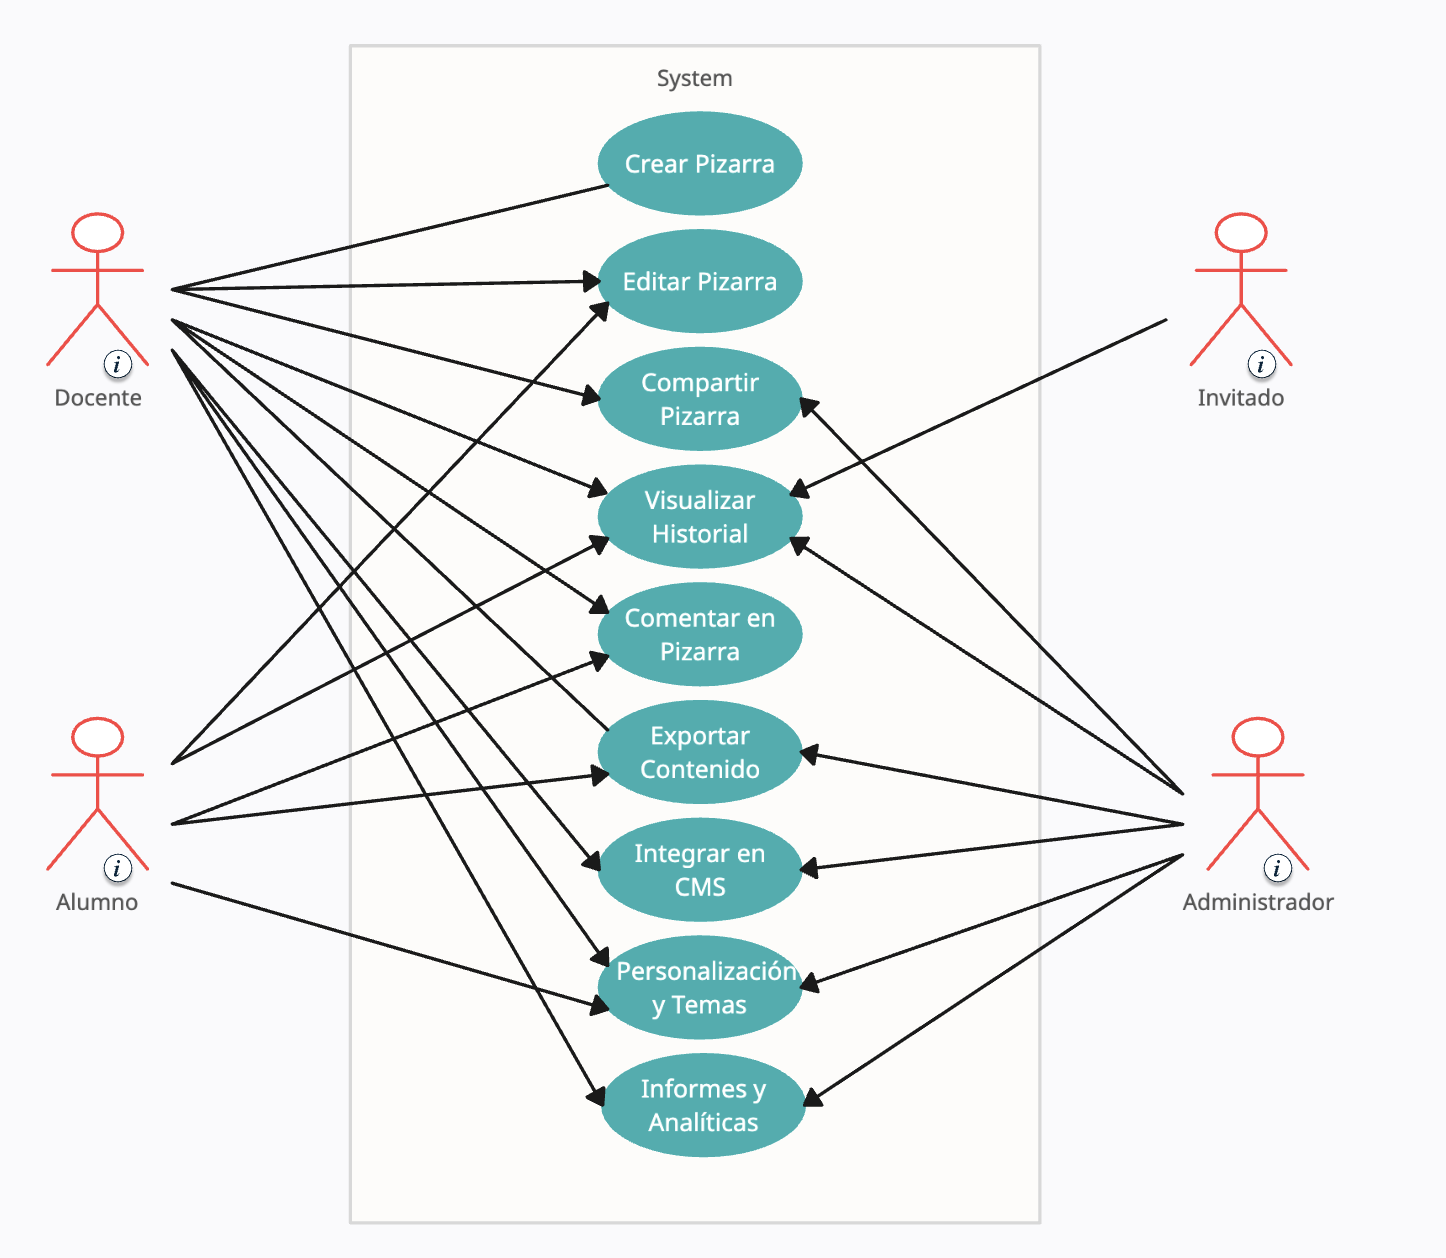 System
Crear Pizarra
Editar Pizarra
Compartir
Pizarra
Visualizar
Historial
Comentar en
Pizarra
Exportar
Contenido
Integrar en
CMS
Personalización
y Temas
Informes y
Analíticas
i
Docente
i
Alumno
i
Invitado
i
Administrador